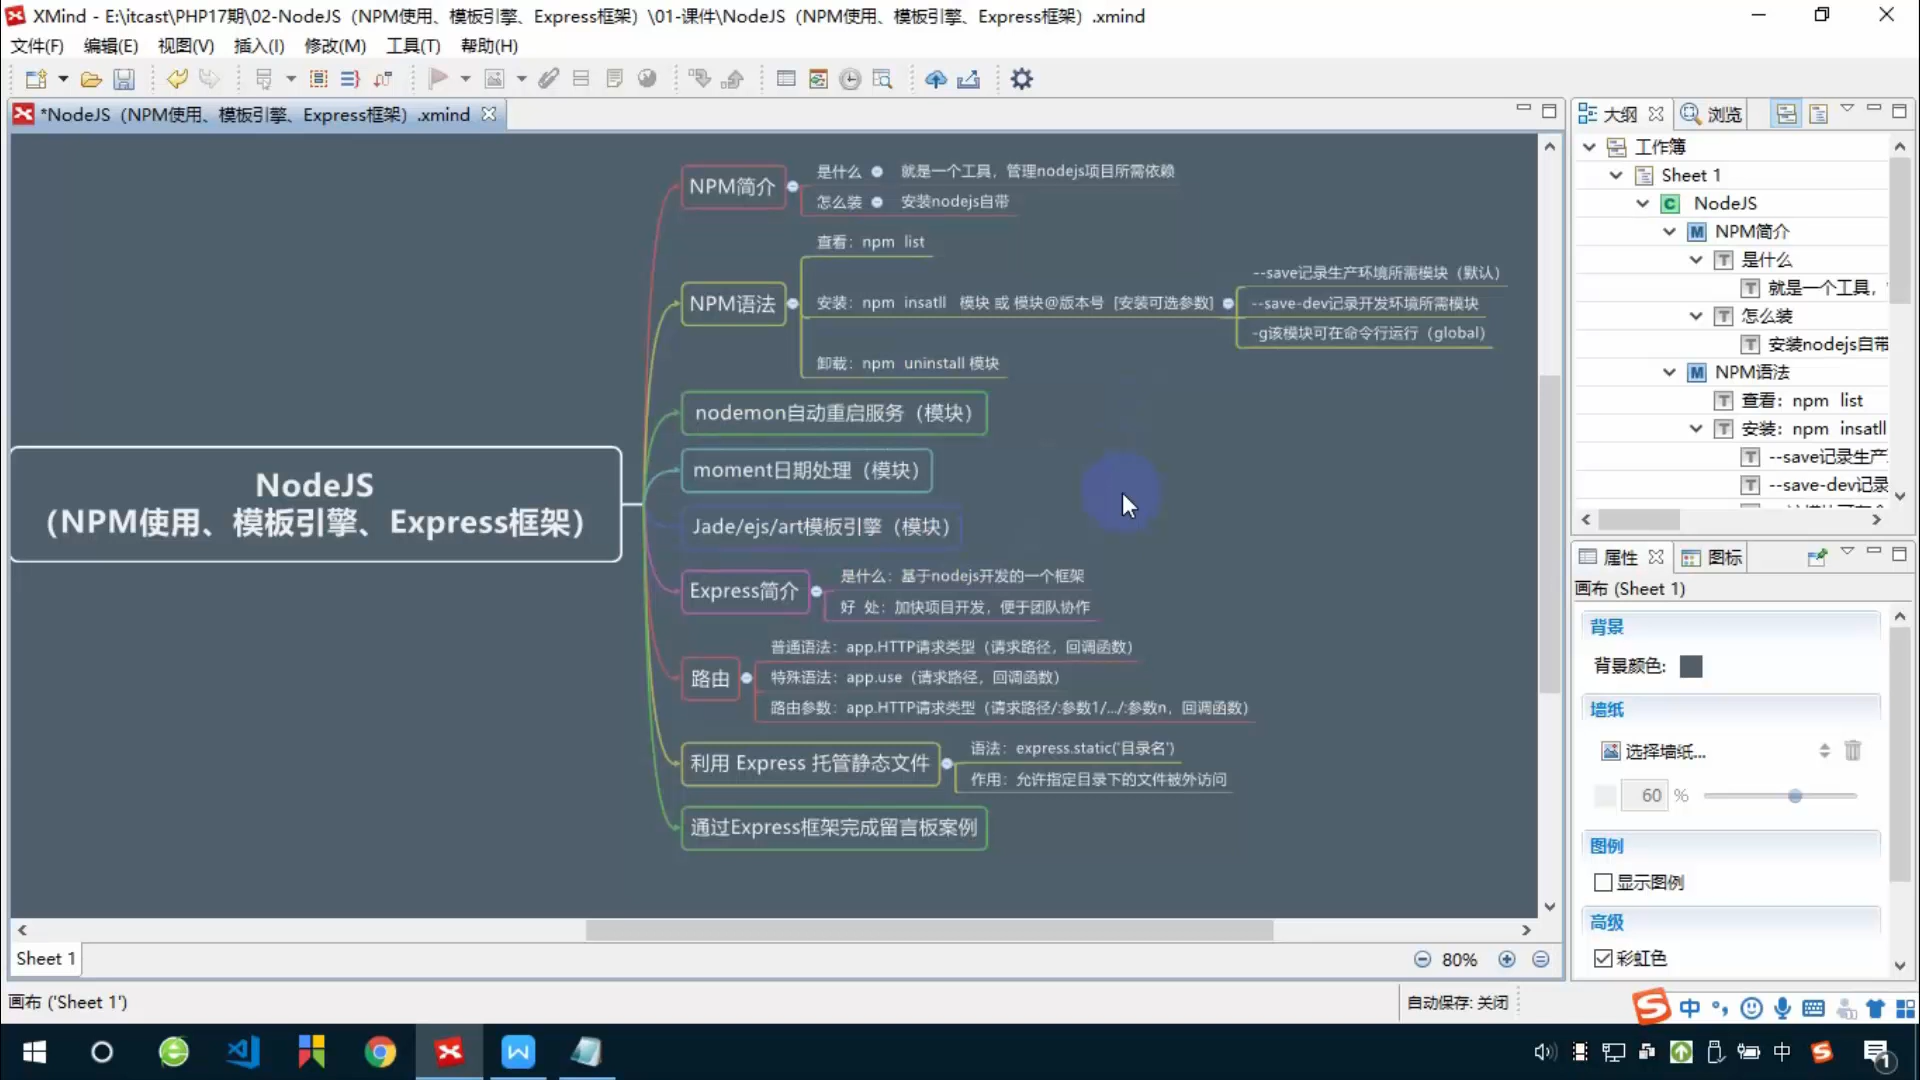 XMind - E:\itcast\PHP17期\02-NodeJS（NPM使用、模板引擎、Express框架）\01-课件\NodeJS（NPM使用、模板引擎、Express框架）.xmind
文件(F) 编辑(E) 视图(V) 插入(I) 修改(M) 工具(T) 帮助(H)
*NodeJS（NPM使用、模板引擎、Express框架）.xmind
NodeJS
（NPM使用、模板引擎、Express框架）
NPM简介
是什么 就是一个工具，管理nodejs项目所需依赖
怎么装 安装nodejs自带
NPM语法
查看：npm list
安装：npm insatll 模块 或 模块@版本号 [安装可选参数]
--save记录生产环境所需模块（默认）
--save-dev记录开发环境所需模块
-g该模块可在命令行运行（global）
卸载：npm uninstall 模块
nodemon自动重启服务（模块）
moment日期处理（模块）
Jade/ejs/art模板引擎（模块）
Express简介
是什么：基于nodejs开发的一个框架
好 处：加快项目开发，便于团队协作
路由
普通语法：app.HTTP请求类型（请求路径，回调函数）
特殊语法：app.use（请求路径，回调函数）
路由参数：app.HTTP请求类型（请求路径/:参数1/.../:参数n，回调函数）
利用 Express 托管静态文件
语法：express.static('目录名')
作用：允许指定目录下的文件被外访问
通过Express框架完成留言板案例
Sheet 1
80%
画布 ('Sheet 1')
自动保存: 关闭
大纲 浏览
工作簿
Sheet 1
C NodeJS
M NPM简介
T 是什么
T 就是一个工具，
T 怎么装
T 安装nodejs自带
M NPM语法
T 查看：npm list
T 安装：npm insatll
T --save记录生产
T --save-dev记录
属性 图标
画布 (Sheet 1)
背景
背景颜色:
墙纸
选择墙纸...
60 %
图例
显示图例
高级
彩虹色
S 中
W
中 S 1